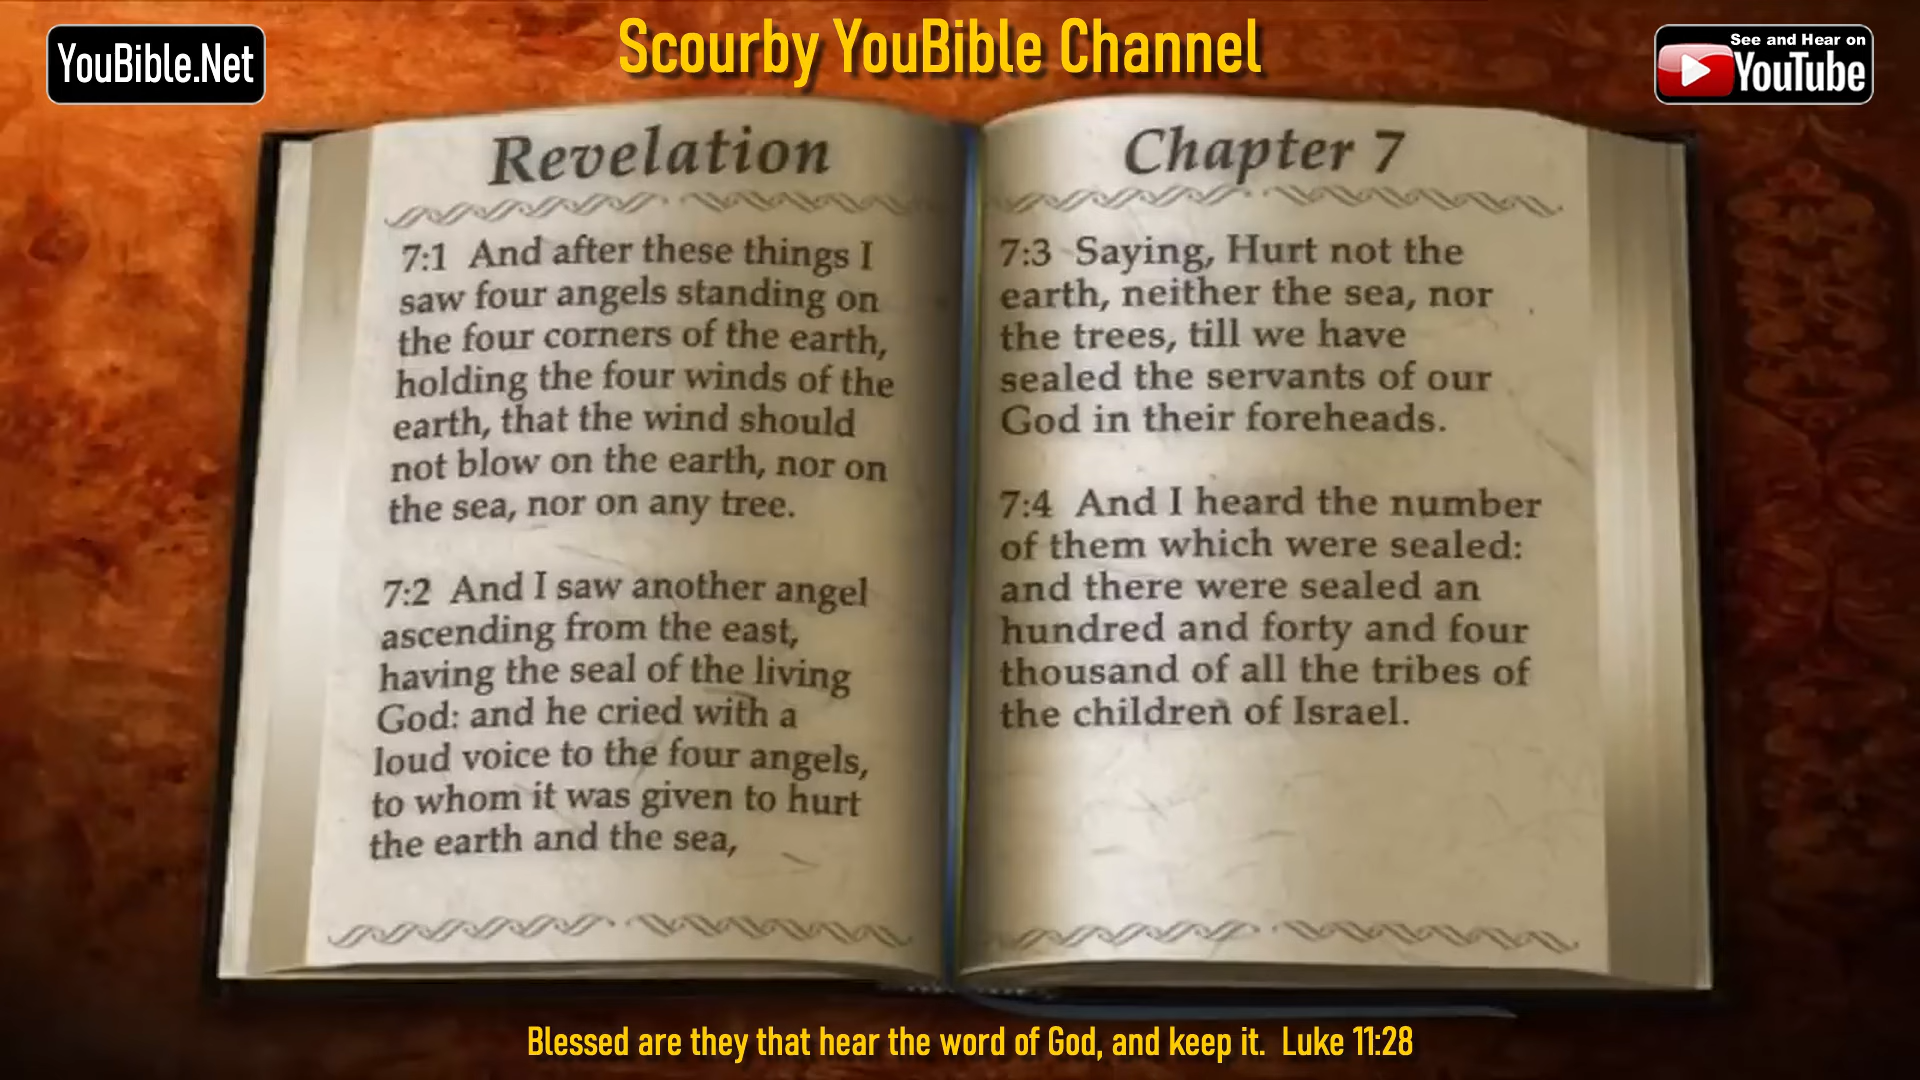 YouBible.Net
Scourby YouBible Channel
See and Hear on
YouTube
Revelation
7:1 And after these things I
saw four angels standing on
the four corners of the earth,
holding the four winds of the
earth, that the wind should
not blow on the earth, nor on
the sea, nor on any tree.
7:2 And I saw another angel
ascending from the east,
having the seal of the living
God: and he cried with a
loud voice to the four angels,
to whom it was given to hurt
the earth and the sea,
Chapter 7
7:3 Saying, Hurt not the
earth, neither the sea, nor
the trees, till we have
sealed the servants of our
God in their foreheads.
7:4 And I heard the number
of them which were sealed:
and there were sealed an
hundred and forty and four
thousand of all the tribes of
the children of Israel.
Blessed are they that hear the word of God, and keep it. Luke 11:28